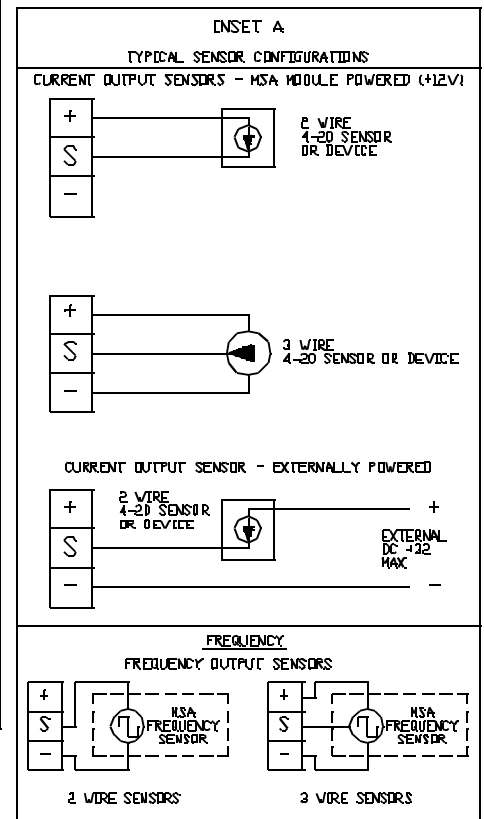 INSET A
TYPICAL SENSOR CONFIGURATIONS
CURRENT OUTPUT SENSORS - MSA MODULE POWERED (+12V)
+
S
-
2 WIRE
4-20 SENSOR
OR DEVICE
+
S
-
3 WIRE
4-20 SENSOR OR DEVICE
CURRENT OUTPUT SENSOR - EXTERNALLY POWERED
+
S
-
2 WIRE
4-20 SENSOR
OR DEVICE
+
EXTERNAL
DC +32
MAX
-
FREQUENCY
FREQUENCY OUTPUT SENSORS
+
S
-
MSA
FREQUENCY
SENSOR
2 WIRE SENSORS
+
S
-
MSA
FREQUENCY
SENSOR
3 WIRE SENSORS